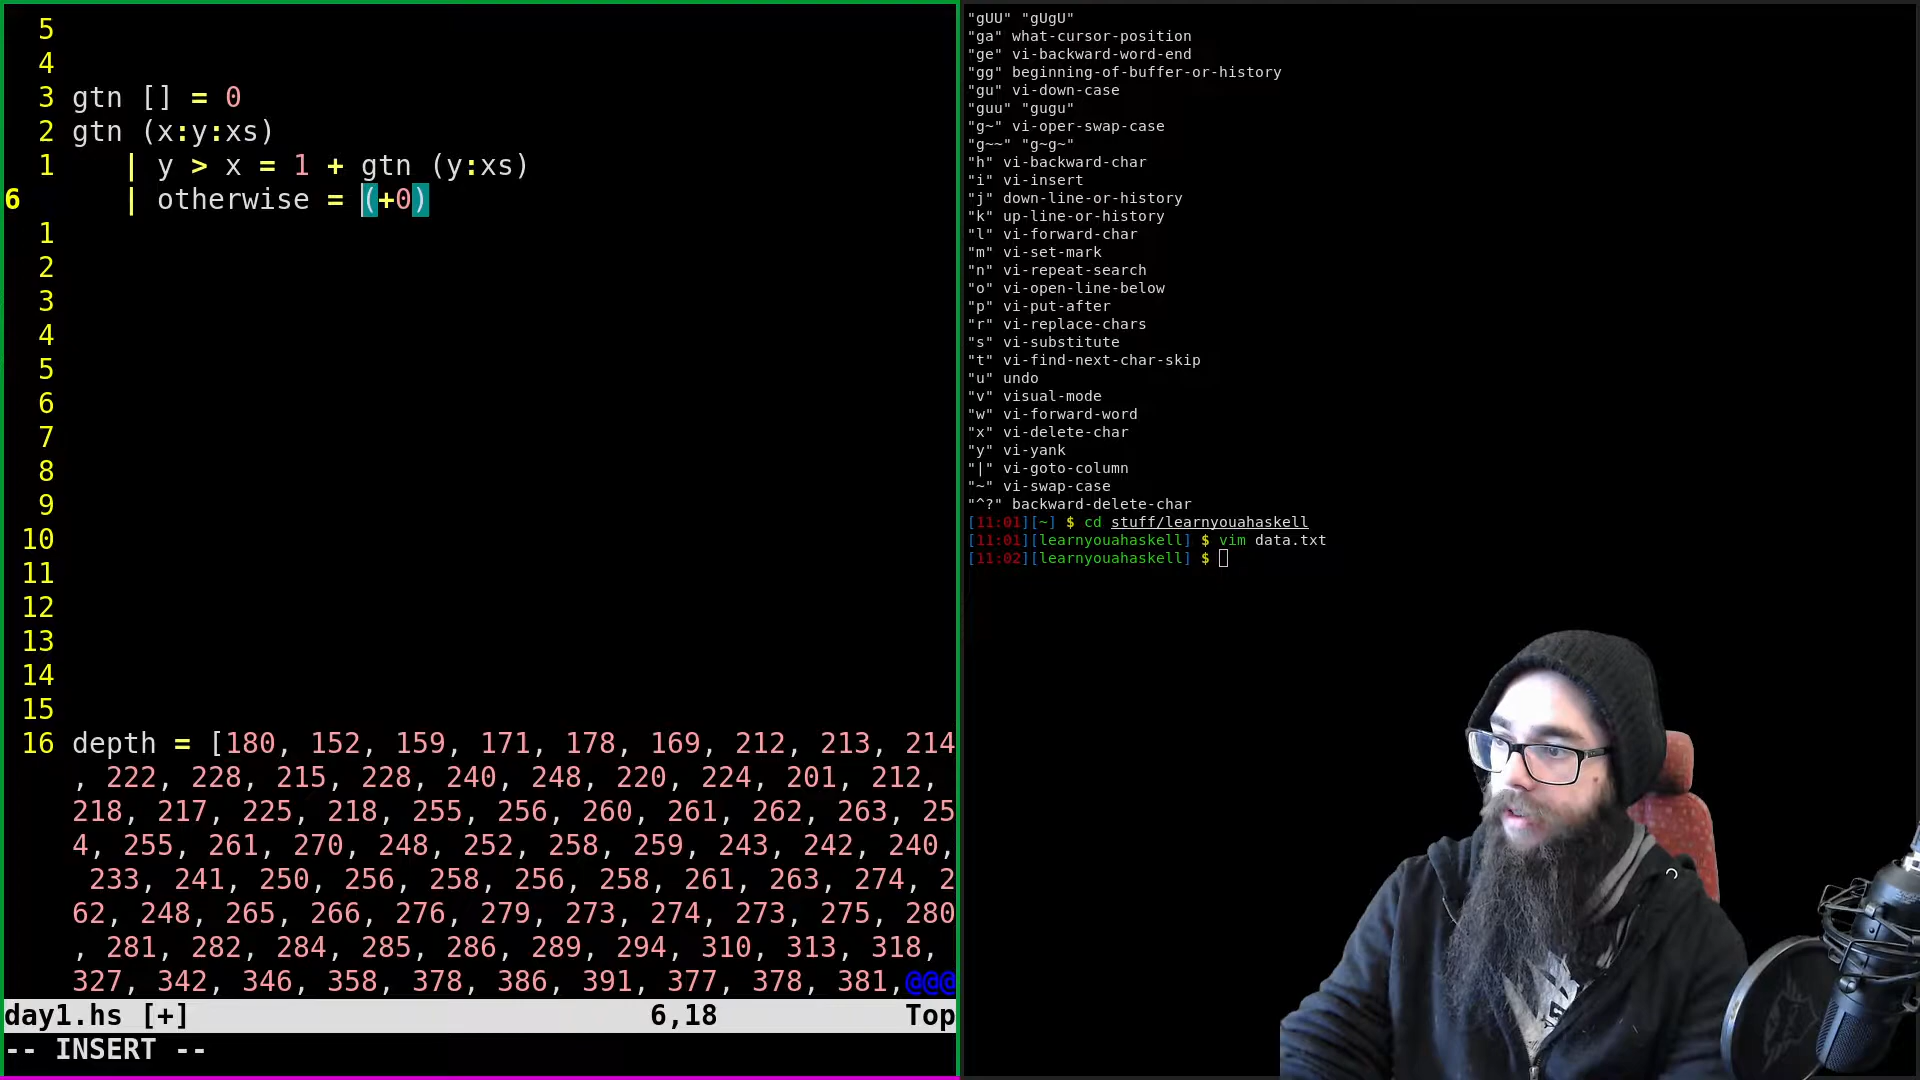 5
4
3 gtn [] = 0
2 gtn (x:y:xs)
1 | y > x = 1 + gtn (y:xs)
6 | otherwise = (+0)
1
2
3
4
5
6
7
8
9
10
11
12
13
14
15
16 depth = [180, 152, 159, 171, 178, 169, 212, 213, 214
, 222, 228, 215, 228, 240, 248, 220, 224, 201, 212,
218, 217, 225, 218, 255, 256, 260, 261, 262, 263, 25
4, 255, 261, 270, 248, 252, 258, 259, 243, 242, 240,
233, 241, 250, 256, 258, 256, 258, 261, 263, 274, 2
62, 248, 265, 266, 276, 279, 273, 274, 273, 275, 280
, 281, 282, 284, 285, 286, 289, 294, 310, 313, 318,
327, 342, 346, 358, 378, 386, 391, 377, 378, 381,@@@
day1.hs [+] 6,18 Top
-- INSERT --
"gUU" "gUgU"
"ga" what-cursor-position
"ge" vi-backward-word-end
"gg" beginning-of-buffer-or-history
"gu" vi-down-case
"guu" "gugu"
"g~" vi-oper-swap-case
"g~~" "g~g~"
"h" vi-backward-char
"i" vi-insert
"j" down-line-or-history
"k" up-line-or-history
"l" vi-forward-char
"m" vi-set-mark
"n" vi-repeat-search
"o" vi-open-line-below
"p" vi-put-after
"r" vi-replace-chars
"s" vi-substitute
"t" vi-find-next-char-skip
"u" undo
"v" visual-mode
"w" vi-forward-word
"x" vi-delete-char
"y" vi-yank
"|" vi-goto-column
"~" vi-swap-case
"^?" backward-delete-char
[11:01][~] $ cd stuff/learnyouahaskell
[11:01][learnyouahaskell] $ vim data.txt
[11:02][learnyouahaskell] $